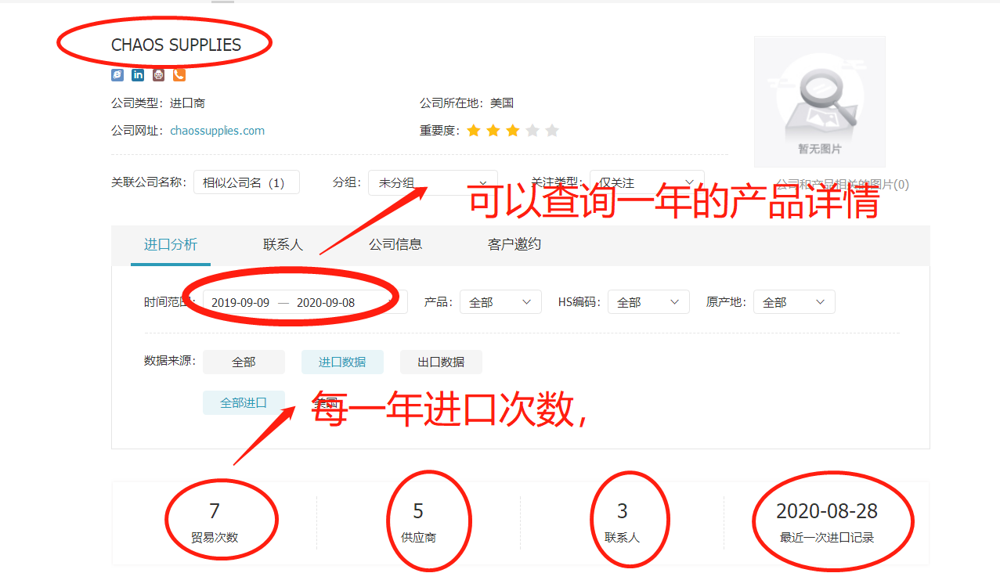 CHAOS SUPPLIES
公司类型：进口商
公司所在地：美国
公司网址：chaossupplies.com
重要度：
暂无图片
关联公司名称：
相似公司名（1）
分组：
未分组
关注类型：
仅关注
公司和产品相关的图片(0)
可以查询一年的产品详情
进口分析
联系人
公司信息
客户邀约
时间范围：
2019-09-09 — 2020-09-08
产品：
全部
HS编码：
全部
原产地：
全部
数据来源：
全部
进口数据
出口数据
全部进口
美国
每一年进口次数，
7
5
3
2020-08-28
贸易次数
供应商
联系人
最近一次进口记录